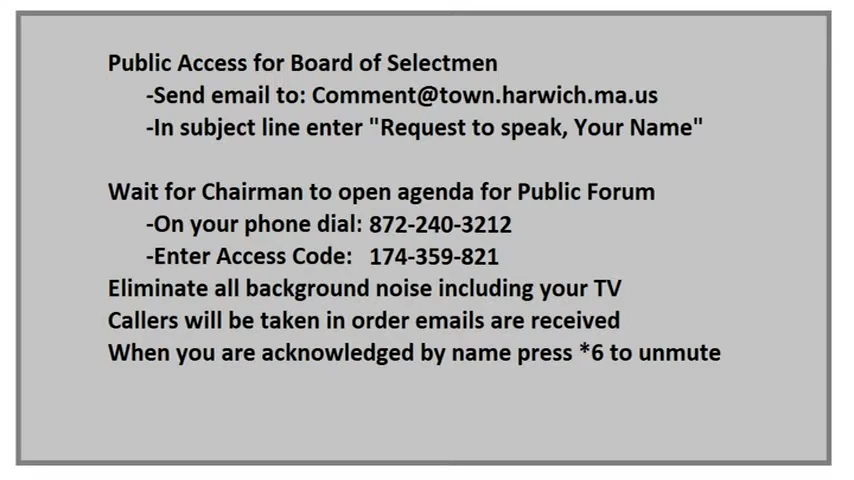 Public Access for Board of Selectmen
-Send email to: Comment@town.harwich.ma.us
-In subject line enter "Request to speak, Your Name"
Wait for Chairman to open agenda for Public Forum
-On your phone dial: 872-240-3212
-Enter Access Code: 174-359-821
Eliminate all background noise including your TV
Callers will be taken in order emails are received
When you are acknowledged by name press *6 to unmute